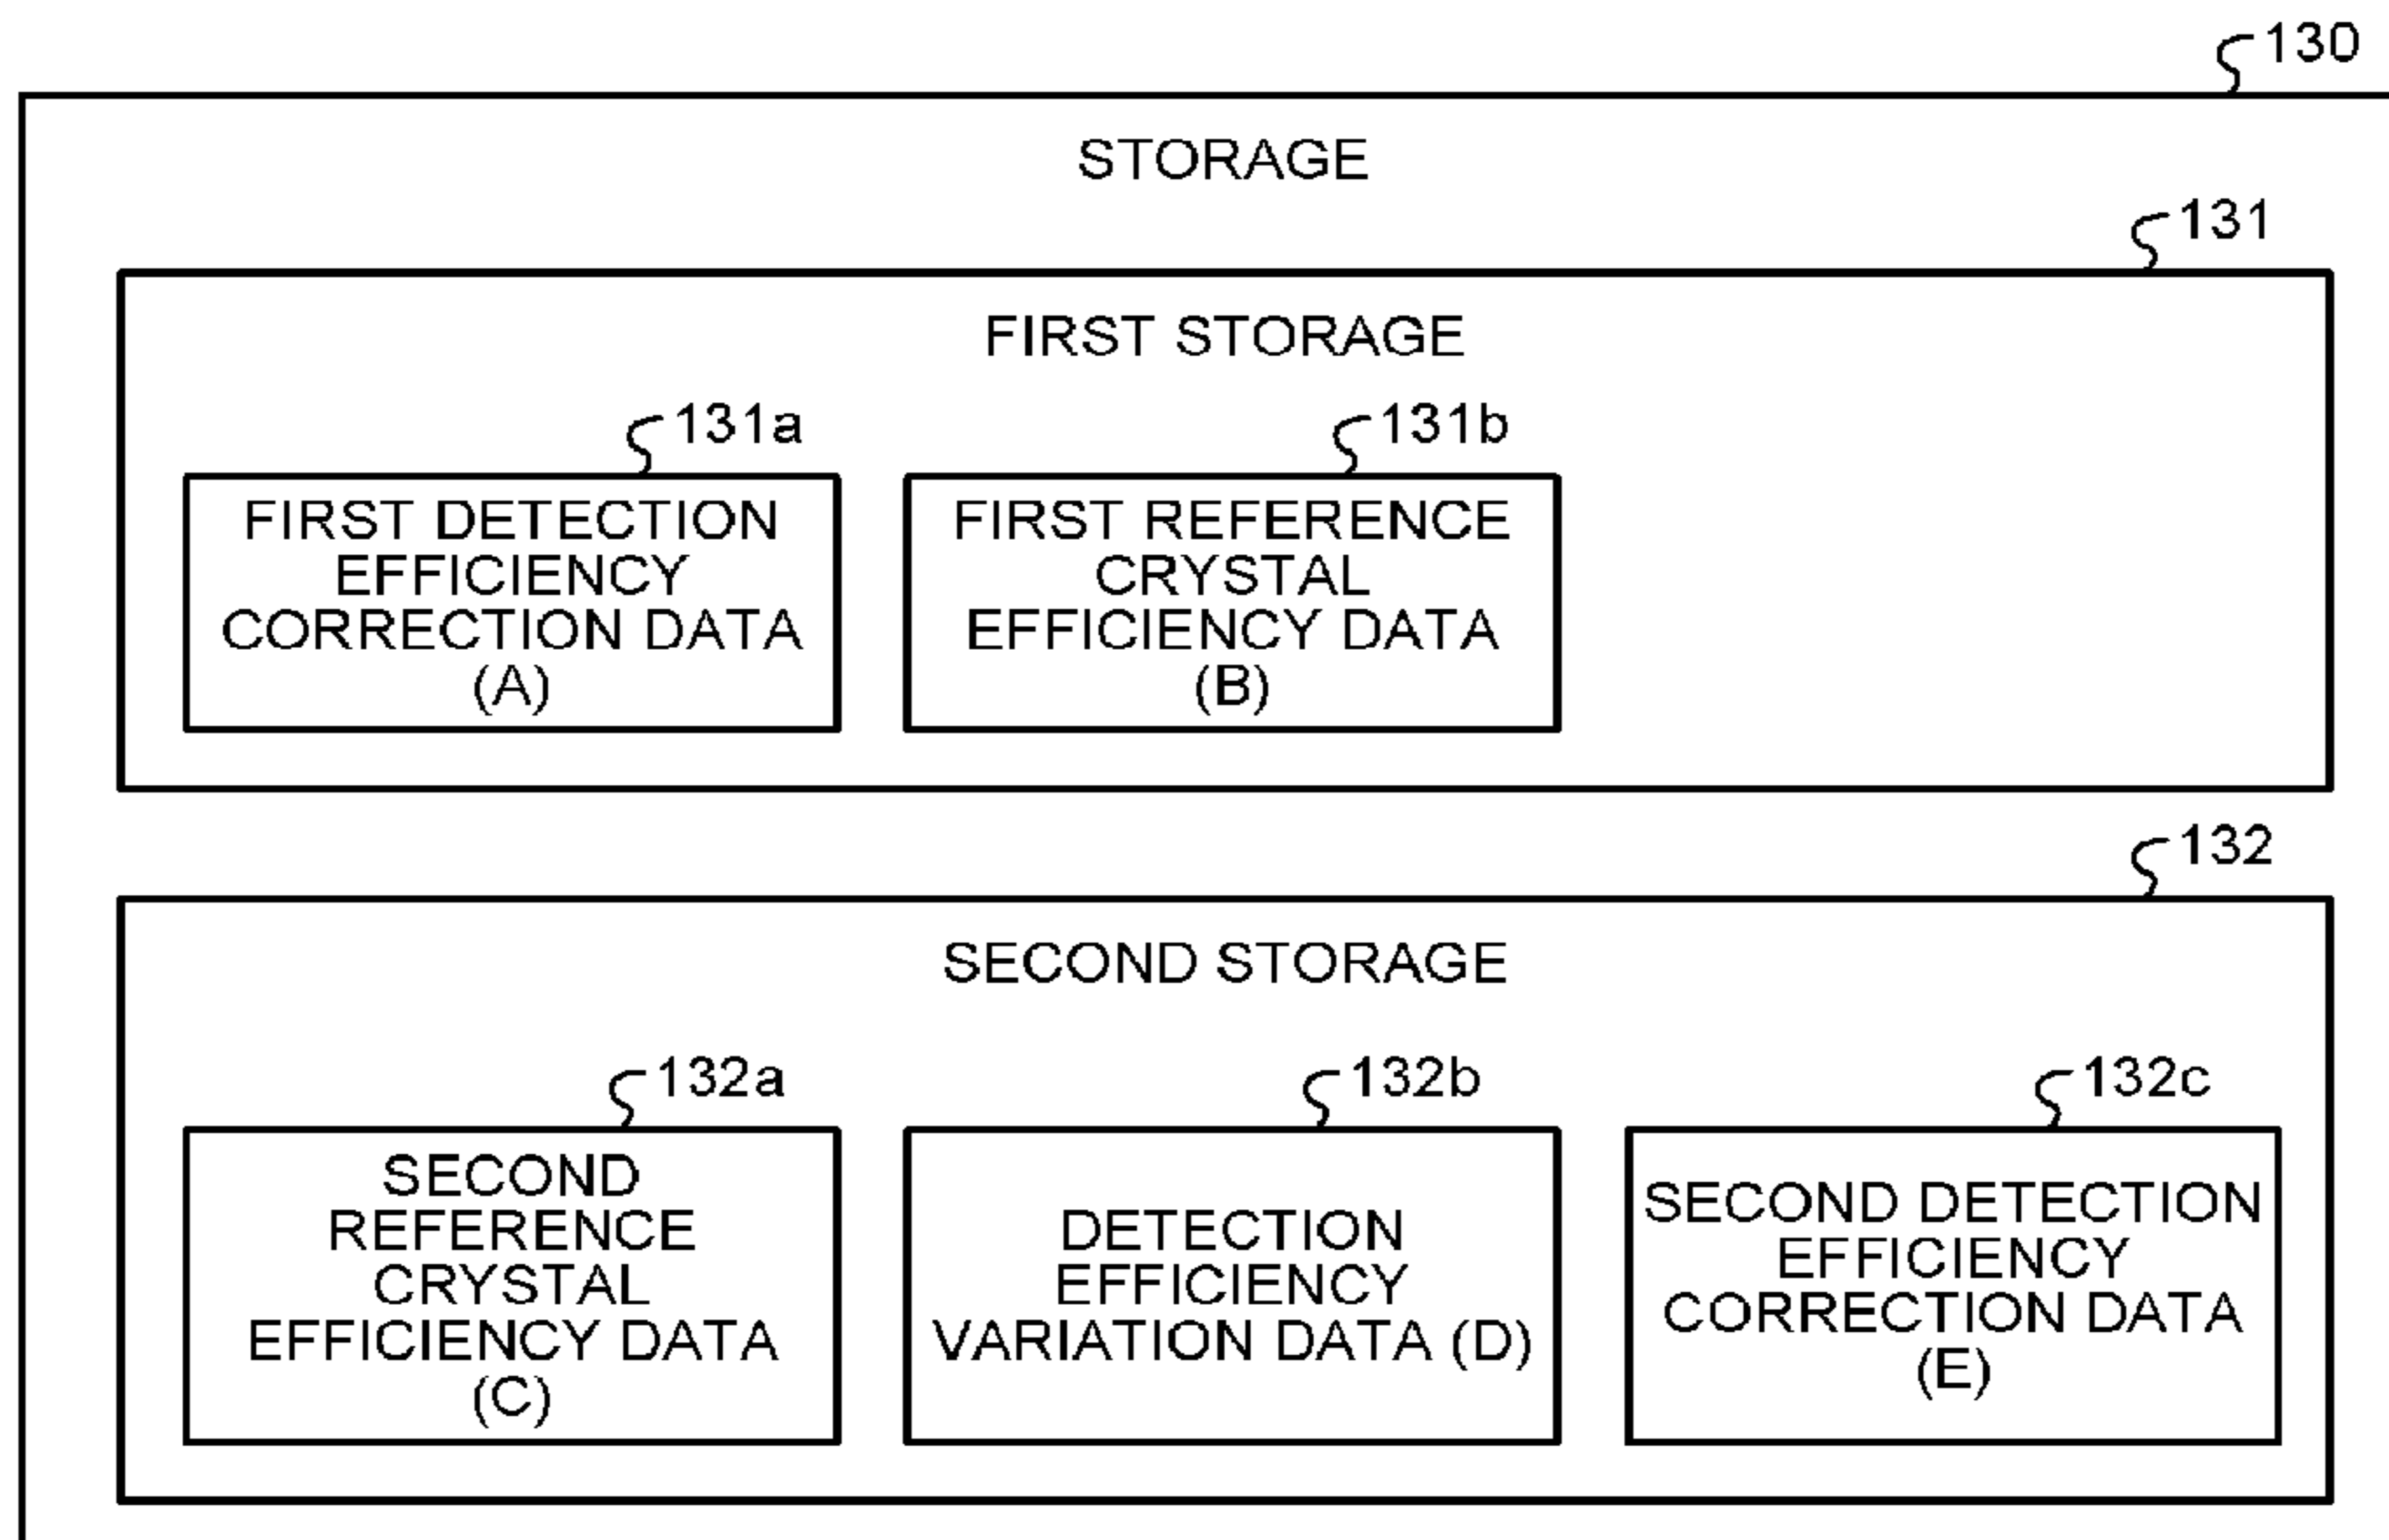 130
STORAGE
131
FIRST STORAGE
131a
131b
FIRST DETECTION
EFFICIENCY
CORRECTION DATA
(A)
FIRST REFERENCE
CRYSTAL
EFFICIENCY DATA
(B)
132
SECOND STORAGE
132a
132b
132c
SECOND
REFERENCE
CRYSTAL
EFFICIENCY DATA
(C)
DETECTION
EFFICIENCY
VARIATION DATA (D)
SECOND DETECTION
EFFICIENCY
CORRECTION DATA
(E)